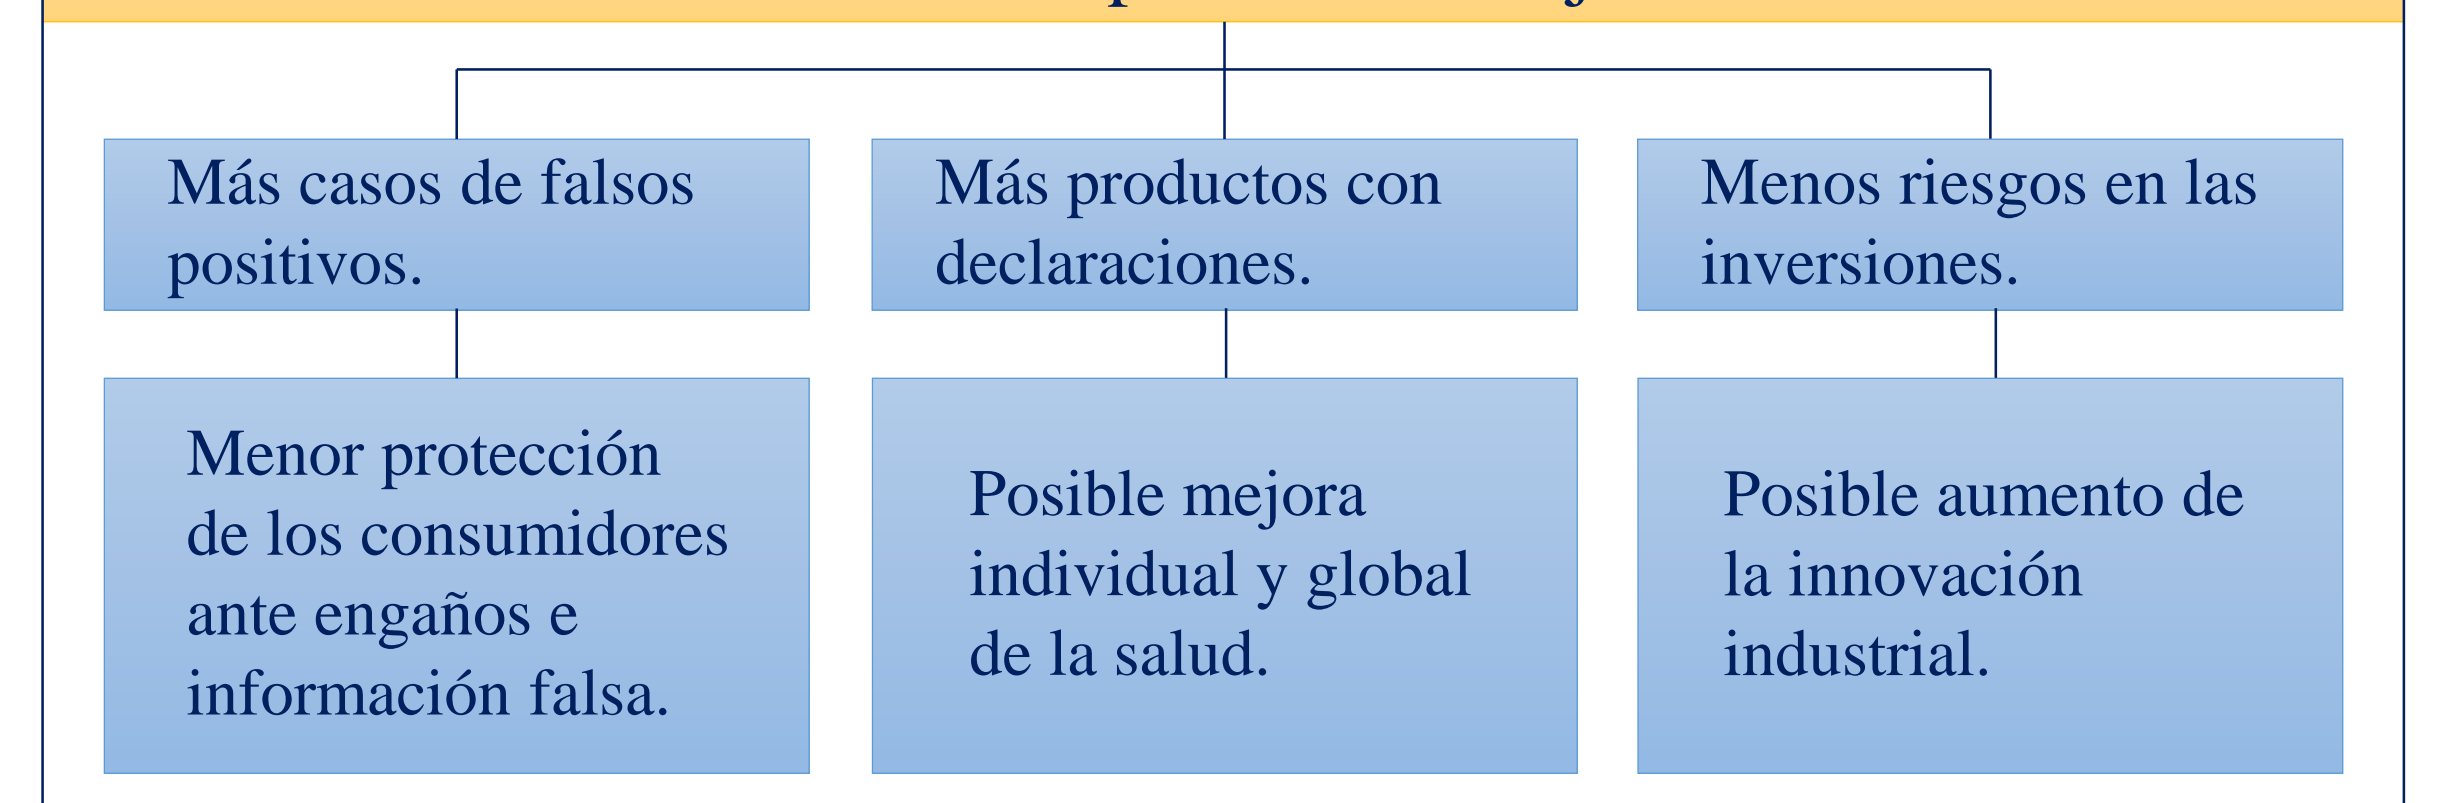 Más casos de falsos
positivos.
Más productos con
declaraciones.
Menos riesgos en las
inversiones.
Menor protección
de los consumidores
ante engaños e
información falsa.
Posible mejora
individual y global
de la salud.
Posible aumento de
la innovación
industrial.